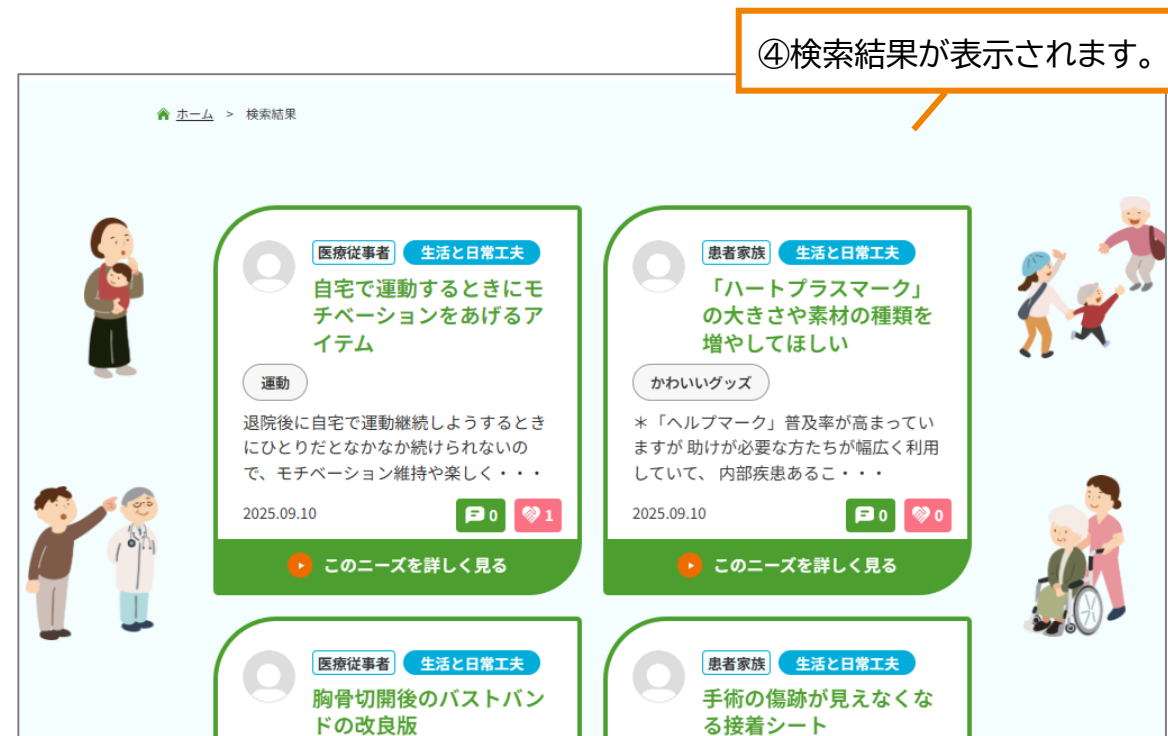 ④検索結果が表示されます。
ホーム > 検索結果
医療従事者 生活と日常工夫
自宅で運動するときにモ
チベーションをあげるア
イテム
運動
退院後に自宅で運動継続しようするとき
にひとりだとなかなか続けられないの
で、モチベーション維持や楽しく・・・
2025.09.10 0 1
このニーズを詳しく見る
患者家族 生活と日常工夫
「ハートプラスマーク」
の大きさや素材の種類を
増やしてほしい
かわいいグッズ
＊「ヘルプマーク」普及率が高まってい
ますが 助けが必要な方たちが幅広く利用
していて、 内部疾患あるこ・・・
2025.09.10 0 0
このニーズを詳しく見る
医療従事者 生活と日常工夫
胸骨切開後のバストバン
ドの改良版
患者家族 生活と日常工夫
手術の傷跡が見えなくな
る接着シート